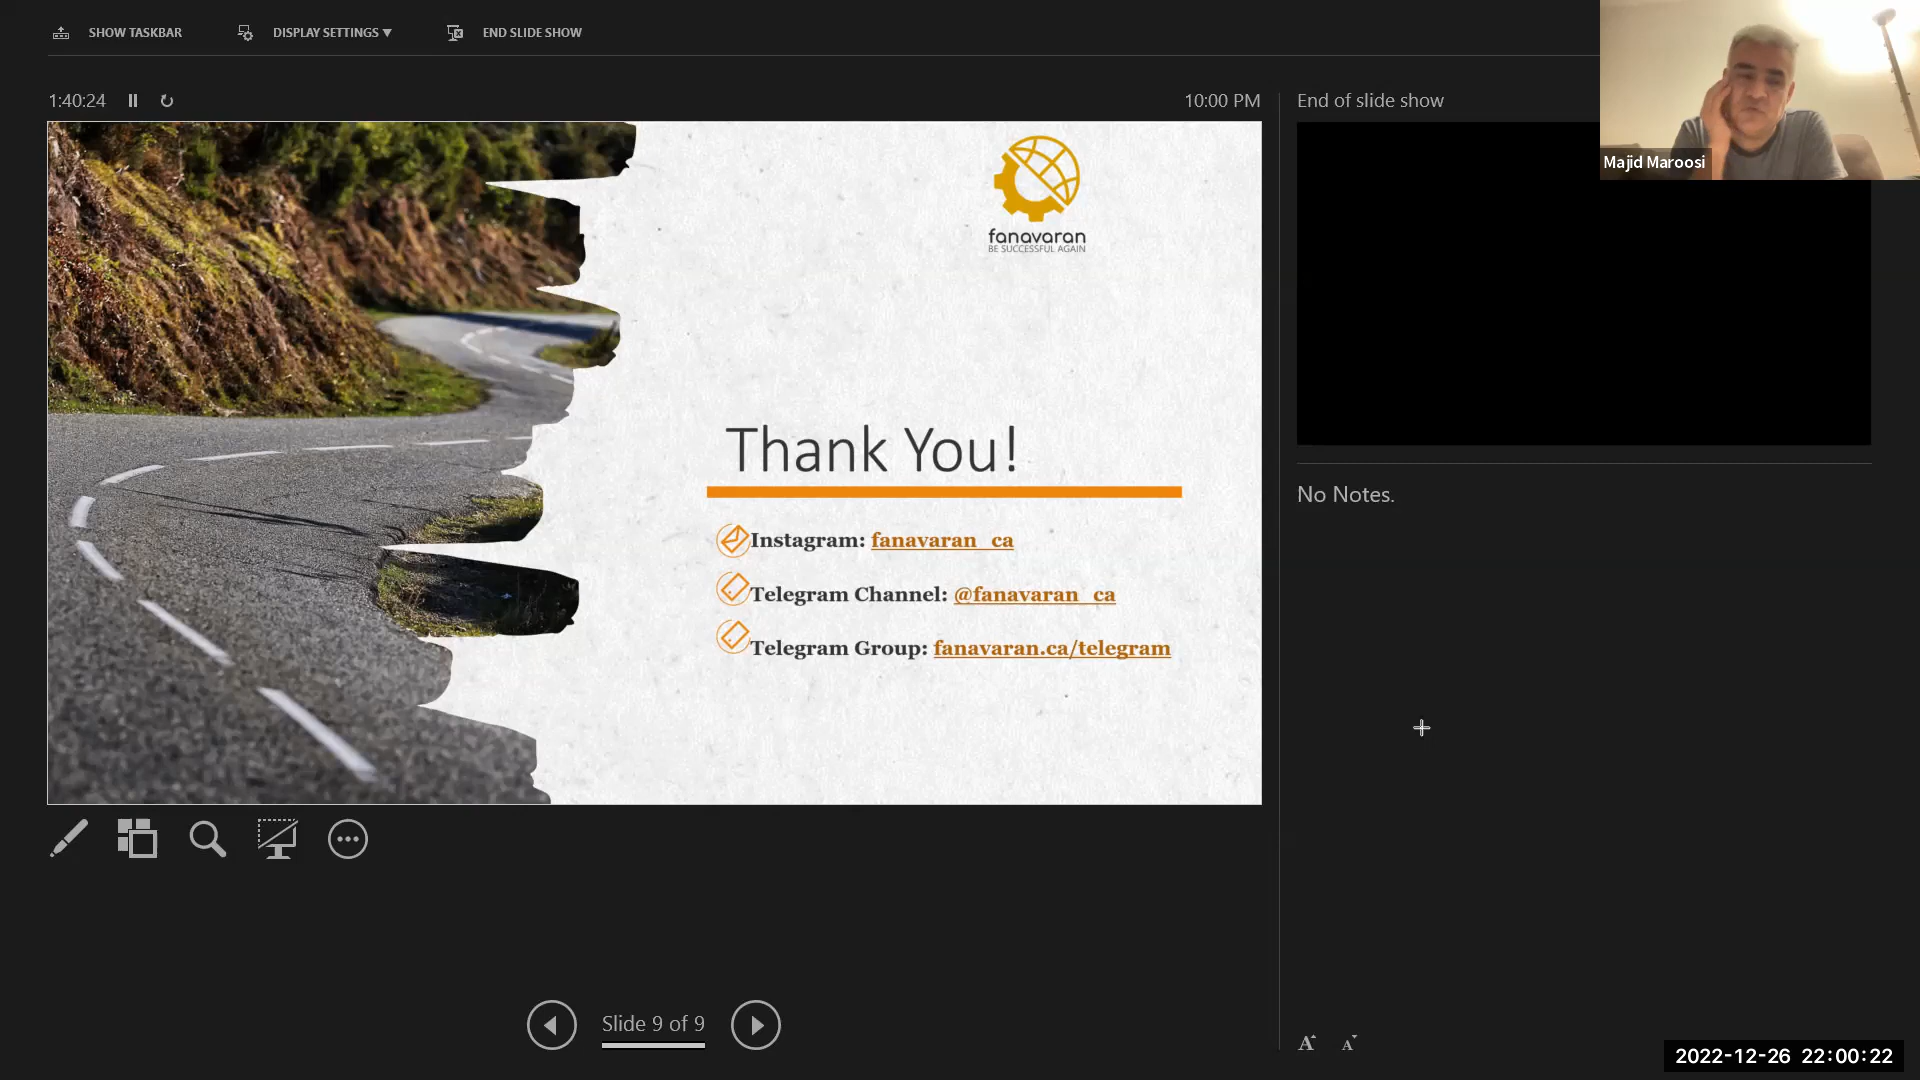 SHOW TASKBAR
DISPLAY SETTINGS ▼
END SLIDE SHOW
1:40:24
10:00 PM
End of slide show
Majid Maroosi
fanavaran
BE SUCCESSFUL AGAIN
Thank You!
Instagram: fanavaran_ca
Telegram Channel: @fanavaran_ca
Telegram Group: fanavaran.ca/telegram
No Notes.
Slide 9 of 9
A A
2022-12-26 22:00:22